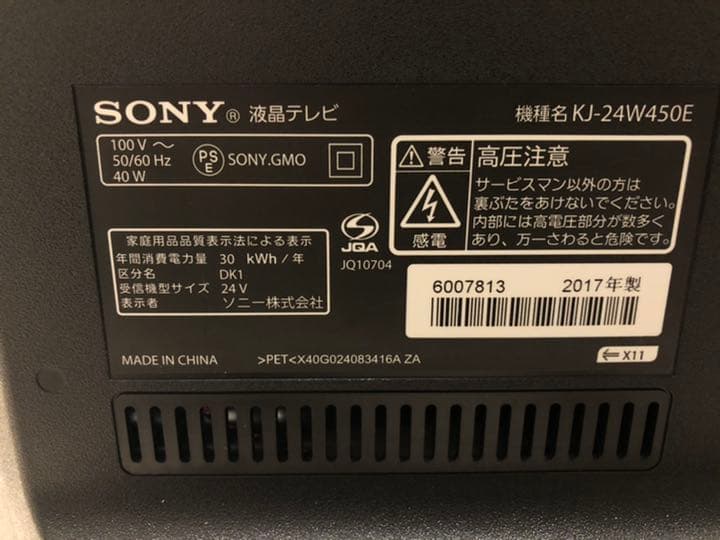 SONY® 液晶テレビ
機種名 KJ-24W450E
100 V ～
50/60 Hz
40 W
PS
E
SONY.GMO
警告 高圧注意
サービスマン以外の方は
裏ぶたをあけないでください。
内部には高電圧部分が数多く
あり、万一さわると危険です。
感電
JQA
JQ10704
家庭用品品質表示法による表示
年間消費電力量 30 kWh / 年
区分名 DK1
受信機型サイズ 24 V
表示者 ソニー株式会社
6007813 2017年製
MADE IN CHINA >PET<X40G024083416A ZA
X11